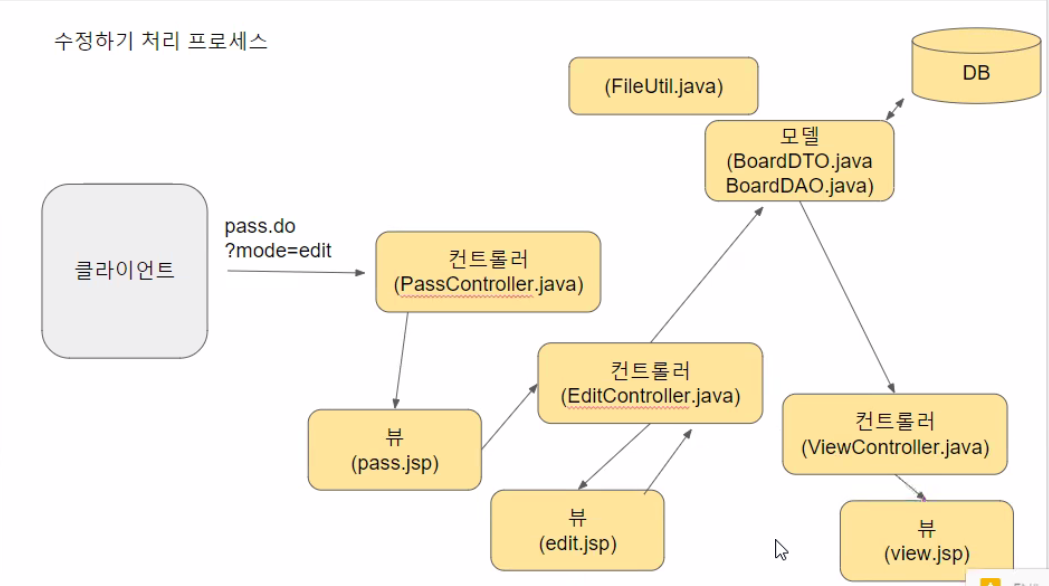 수정하기 처리 프로세스
(FileUtil.java)
DB
모델
(BoardDTO.java
BoardDAO.java)
클라이언트
pass.do
?mode=edit
컨트롤러
(PassController.java)
컨트롤러
(EditController.java)
컨트롤러
(ViewController.java)
뷰
(pass.jsp)
뷰
(edit.jsp)
뷰
(view.jsp)